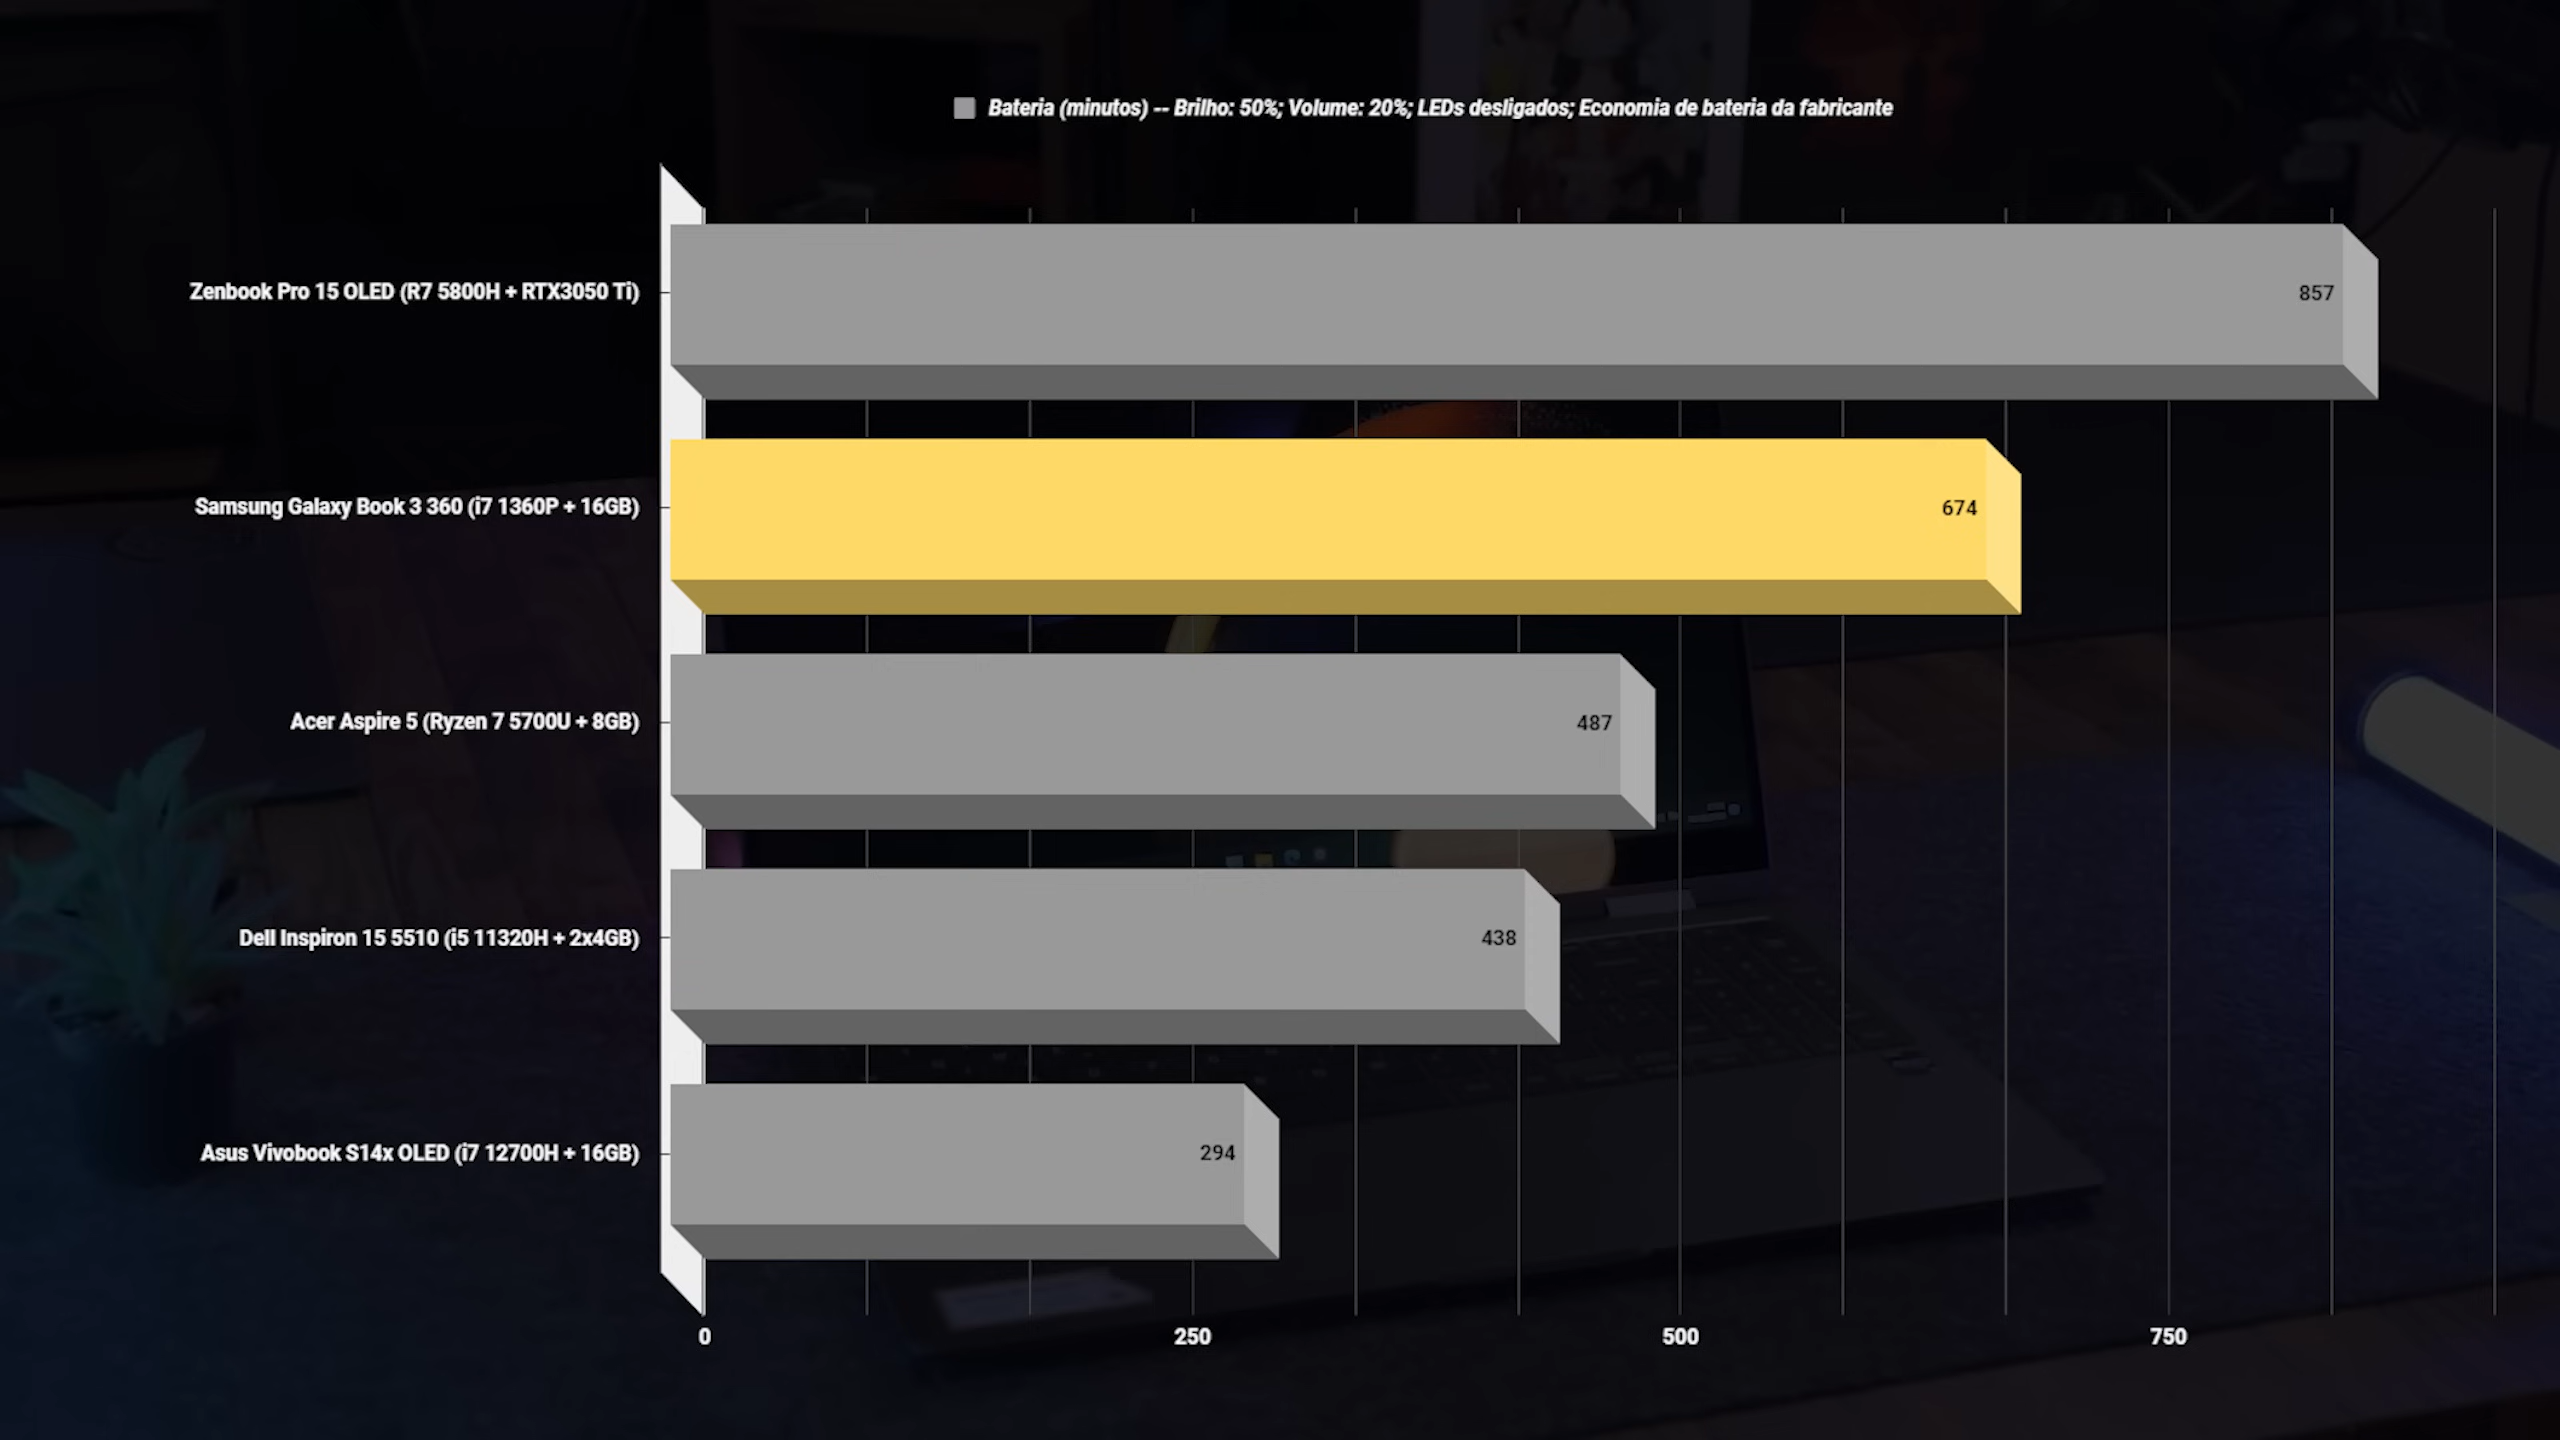 Bateria (minutos) -- Brilho: 50%; Volume: 20%; LEDs desligados; Economia de bateria da fabricante
Zenbook Pro 15 OLED (R7 5800H + RTX3050 Ti)
857
Samsung Galaxy Book 3 360 (i7 1360P + 16GB)
674
Acer Aspire 5 (Ryzen 7 5700U + 8GB)
487
Dell Inspiron 15 5510 (i5 11320H + 2x4GB)
438
Asus Vivobook S14x OLED (i7 12700H + 16GB)
294
0
250
500
750